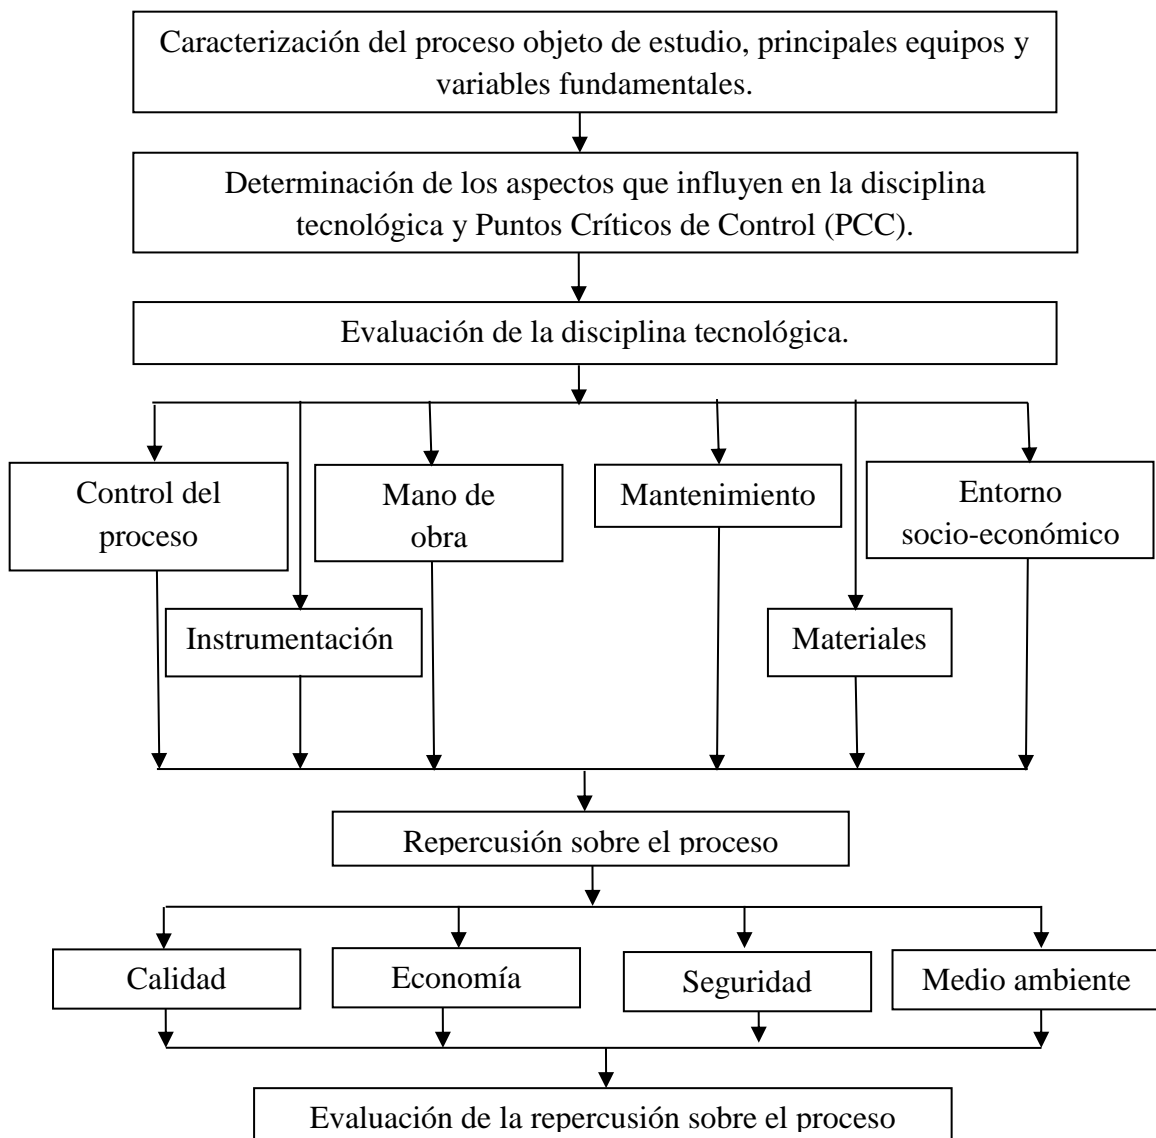 Caracterización del proceso objeto de estudio, principales equipos y
variables fundamentales.
Determinación de los aspectos que influyen en la disciplina
tecnológica y Puntos Críticos de Control (PCC).
Evaluación de la disciplina tecnológica.
Control del
proceso
Mano de
obra
Mantenimiento
Entorno
socio-económico
Instrumentación
Materiales
Repercusión sobre el proceso
Calidad
Economía
Seguridad
Medio ambiente
Evaluación de la repercusión sobre el proceso